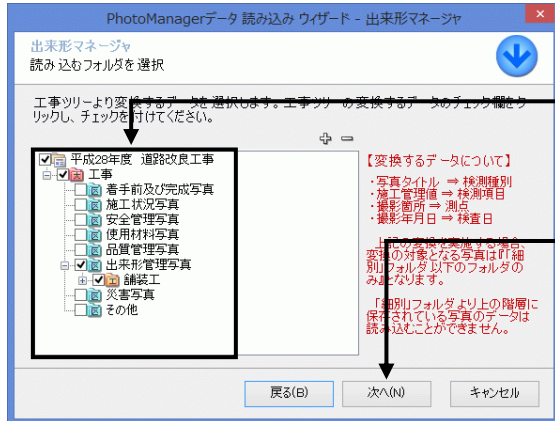 PhotoManagerデータ 読み込み ウィザード - 出来形マネージャ
出来形マネージャ
読み込むフォルダを選択
工事ツリーより変換するデータを選択します。工事ツリーの変換するデータのチェック欄をク
リックし、チェックを付けてください。
平成28年度 道路改良工事
工事
着手前及び完成写真
施工状況写真
安全管理写真
使用材料写真
品質管理写真
出来形管理写真
舗装工
災害写真
その他
【変換するデータについて】
・写真タイトル ⇒ 検測種別
・施工管理値 ⇒ 検測項目
・撮影箇所 ⇒ 測点
・撮影年月日 ⇒ 検査日
上記の変換を実施する場合、
変換の対象となる写真は『「細
別」フォルダ以下のフォルダの
み』となります。
「細別」フォルダより上の階層に
保存されている写真のデータは
読み込むことができません。
戻る(B)
次へ(N)
キャンセル